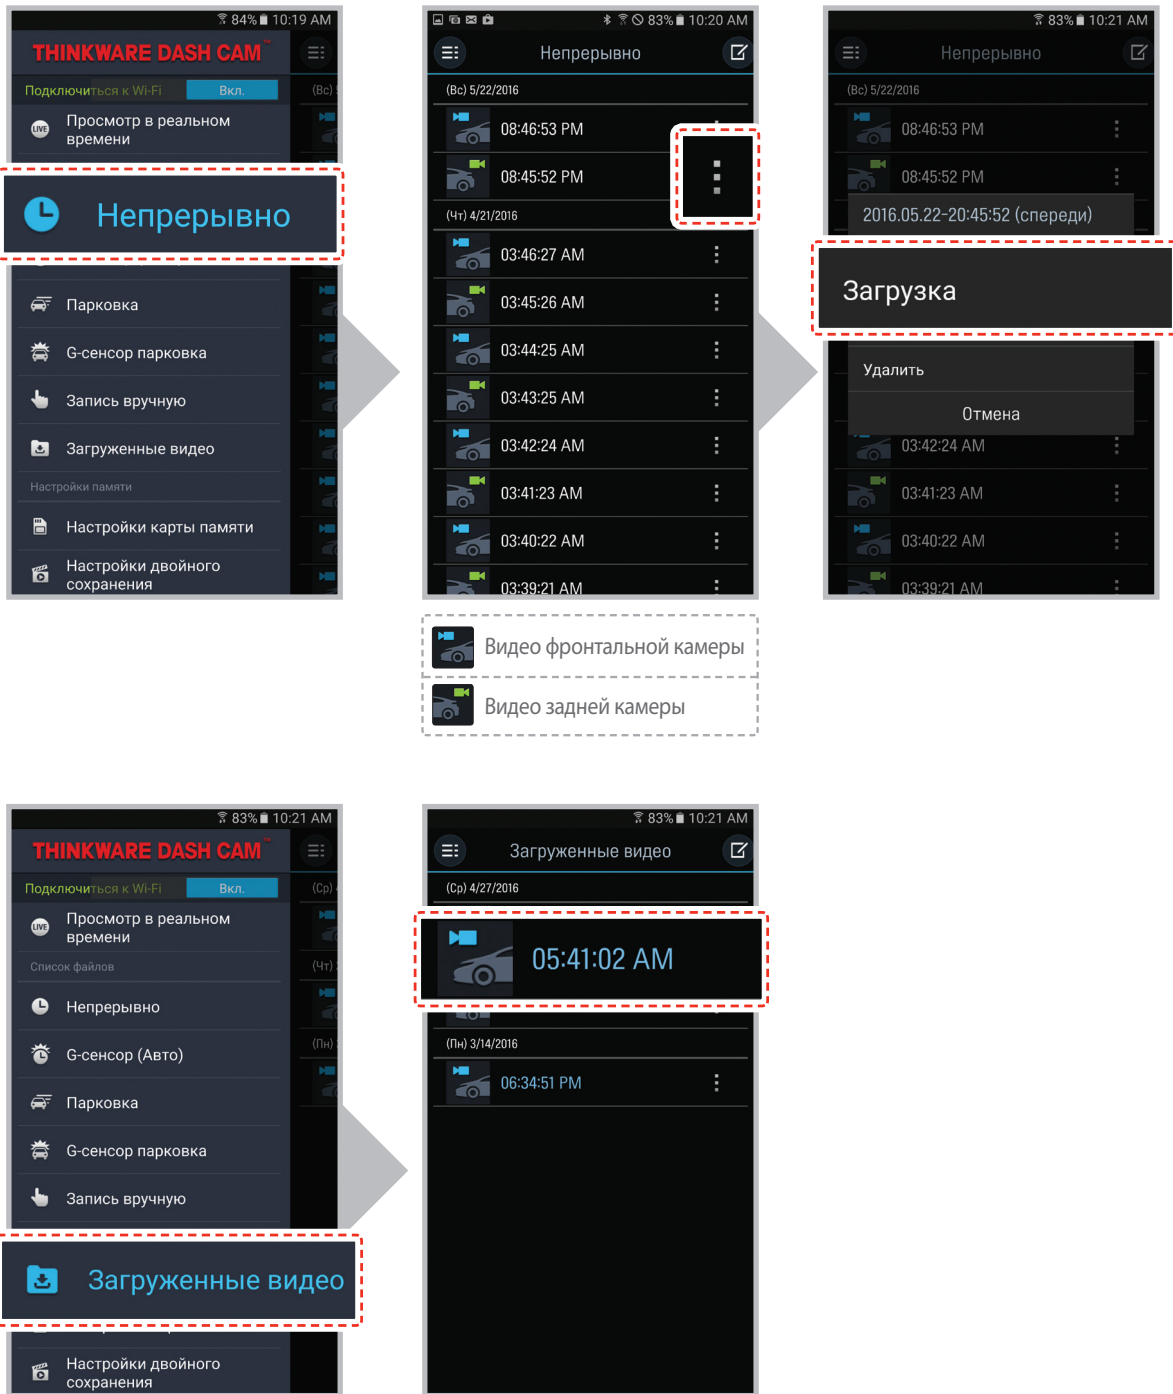 84% 10:19 AM
THINKWARE DASH CAM™
Подключиться к Wi-Fi Вкл.
(Вс)
Просмотр в реальном
времени
LIVE
Непрерывно
Парковка
G-сенсор парковка
Запись вручную
Загруженные видео
Настройки памяти
Настройки карты памяти
Настройки двойного
сохранения
83% 10:20 AM
Непрерывно
(Вс) 5/22/2016
08:46:53 PM
08:45:52 PM
(Чт) 4/21/2016
03:46:27 AM
03:45:26 AM
03:44:25 AM
03:43:25 AM
03:42:24 AM
03:41:23 AM
03:40:22 AM
03:39:21 AM
Видео фронтальной камеры
Видео задней камеры
83% 10:21 AM
Непрерывно
(Вс) 5/22/2016
08:46:53 PM
08:45:52 PM
2016.05.22-20:45:52 (спереди)
Загрузка
Удалить
Отмена
03:42:24 AM
03:41:23 AM
03:40:22 AM
03:39:21 AM
83% 10:21 AM
THINKWARE DASH CAM™
Подключиться к Wi-Fi Вкл.
(Ср)
Просмотр в реальном
времени
LIVE
Список файлов
(Чт)
Непрерывно
G-сенсор (Авто)
(Пн)
Парковка
G-сенсор парковка
Запись вручную
Загруженные видео
Настройки двойного
сохранения
83% 10:21 AM
Загруженные видео
(Ср) 4/27/2016
05:41:02 AM
(Пн) 3/14/2016
06:34:51 PM